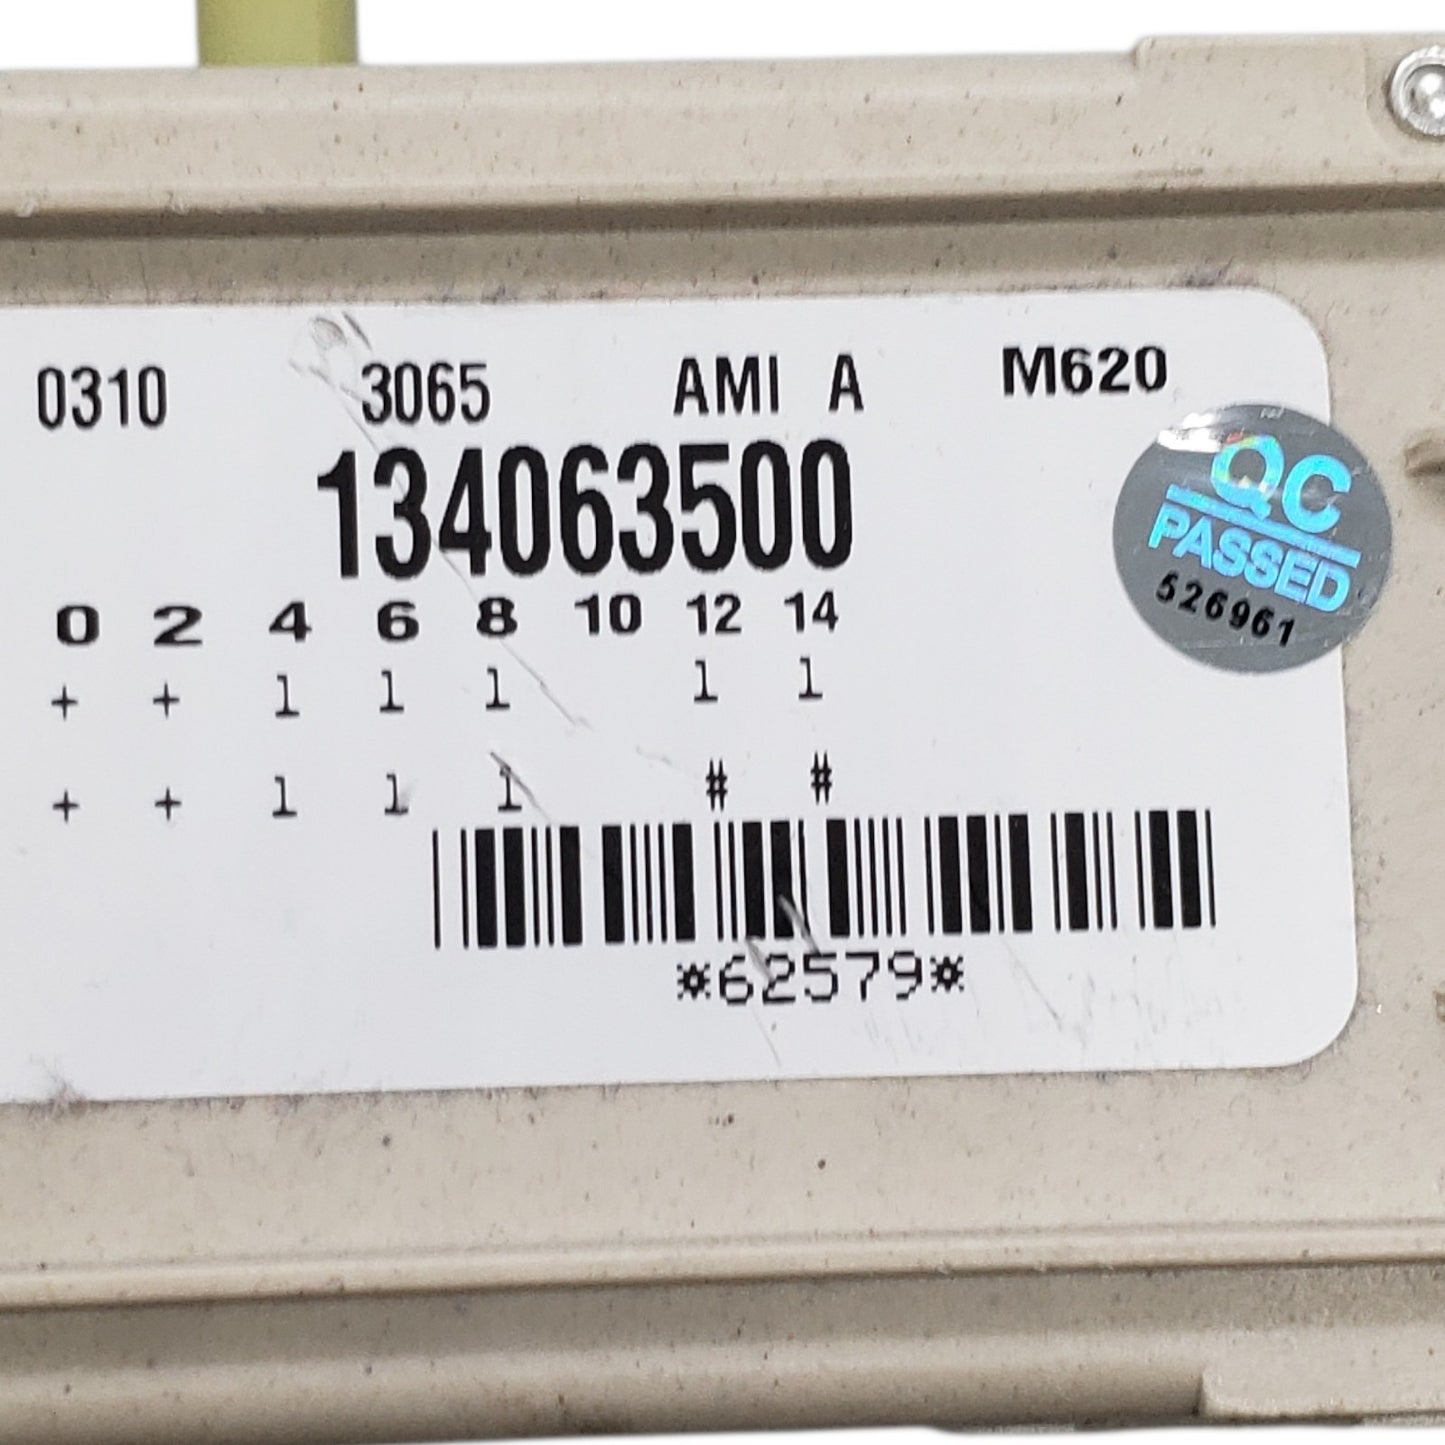 0310 3065 AMI A M620
134063500
QC
PASSED
526961
0 2 4 6 8 10 12 14
+ + 1 1 1 1 1
+ + 1 1 1 # #
*62579*